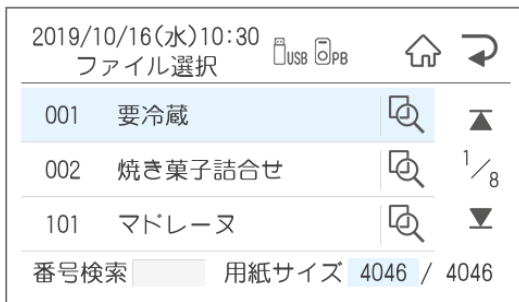 2019/10/16(水)10:30 USB PB
ファイル選択
001 要冷蔵
002 焼き菓子詰合せ
1/8
101 マドレーヌ
番号検索 用紙サイズ 4046 / 4046